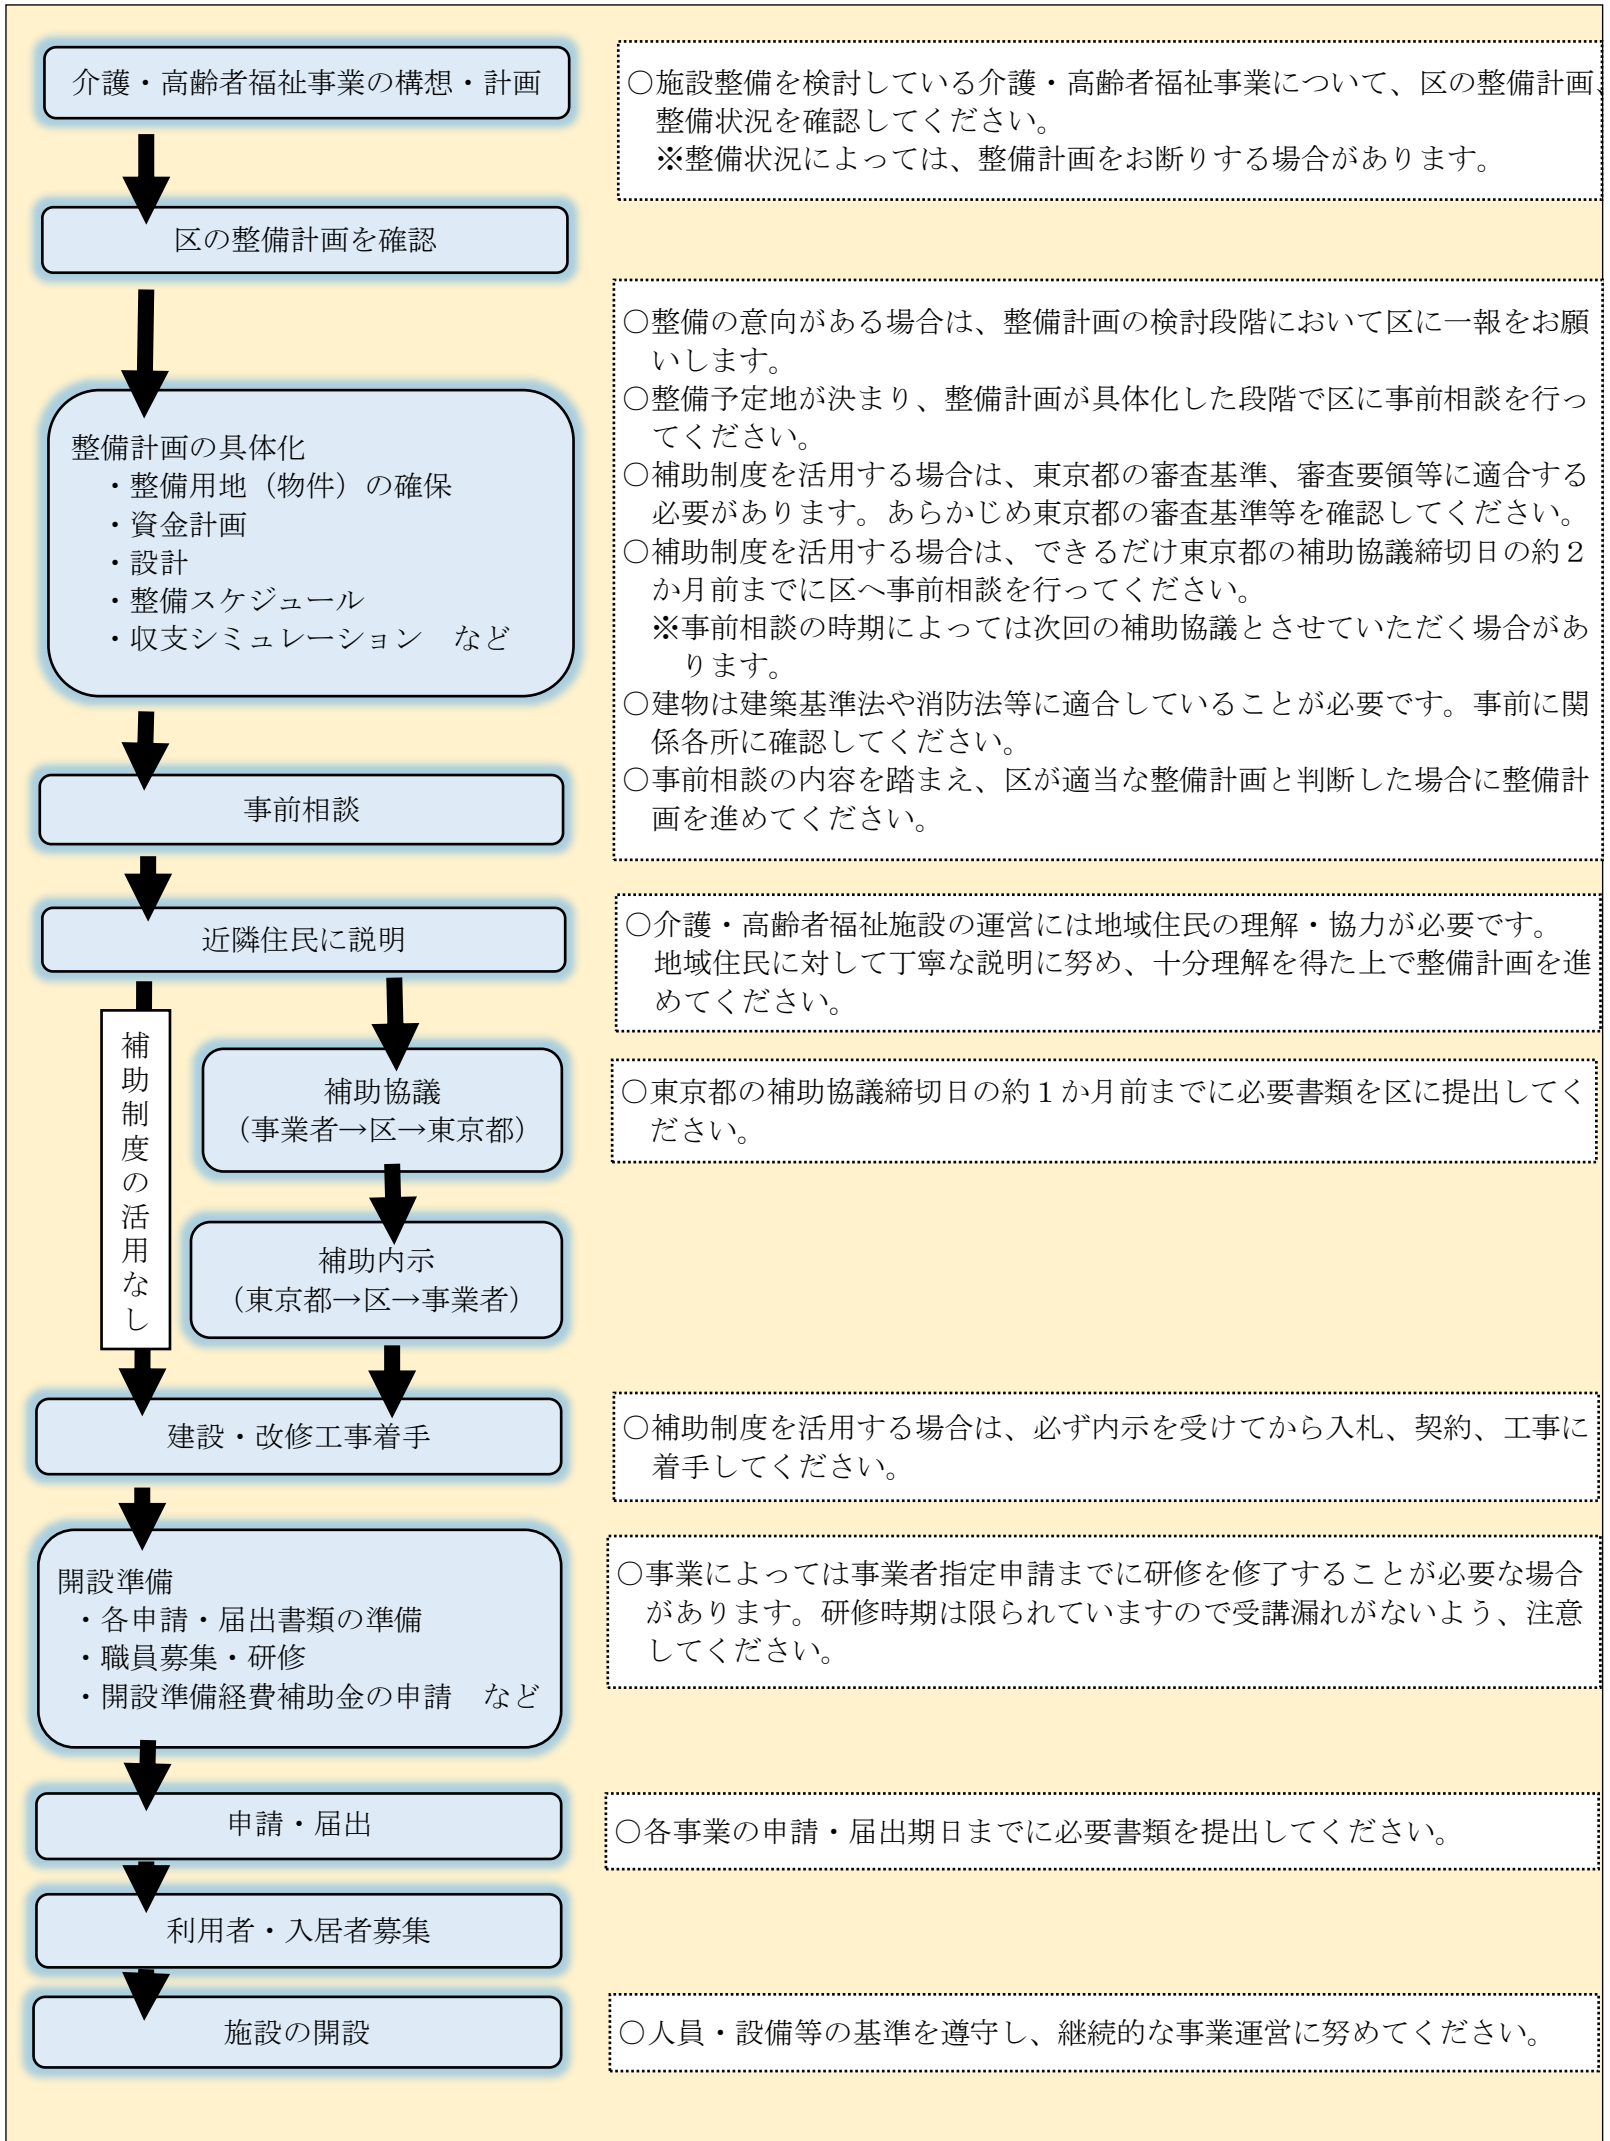 介護・高齢者福祉事業の構想・計画
○施設整備を検討している介護・高齢者福祉事業について、区の整備計画、
整備状況を確認してください。
※整備状況によっては、整備計画をお断りする場合があります。
区の整備計画を確認
整備計画の具体化
・整備用地（物件）の確保
・資金計画
・設計
・整備スケジュール
・収支シミュレーション　など
○整備の意向がある場合は、整備計画の検討段階において区に一報をお願
いします。
○整備予定地が決まり、整備計画が具体化した段階で区に事前相談を行っ
てください。
○補助制度を活用する場合は、東京都の審査基準、審査要領等に適合する
必要があります。あらかじめ東京都の審査基準等を確認してください。
○補助制度を活用する場合は、できるだけ東京都の補助協議締切日の約２
か月前までに区へ事前相談を行ってください。
※事前相談の時期によっては次回の補助協議とさせていただく場合があ
ります。
○建物は建築基準法や消防法等に適合していることが必要です。事前に関
係各所に確認してください。
○事前相談の内容を踏まえ、区が適当な整備計画と判断した場合に整備計
画を進めてください。
事前相談
近隣住民に説明
○介護・高齢者福祉施設の運営には地域住民の理解・協力が必要です。
地域住民に対して丁寧な説明に努め、十分理解を得た上で整備計画を進
めてください。
補助制度の活用なし
補助協議
（事業者→区→東京都）
○東京都の補助協議締切日の約１か月前までに必要書類を区に提出してく
ださい。
補助内示
（東京都→区→事業者）
建設・改修工事着手
○補助制度を活用する場合は、必ず内示を受けてから入札、契約、工事に
着手してください。
開設準備
・各申請・届出書類の準備
・職員募集・研修
・開設準備経費補助金の申請　など
○事業によっては事業者指定申請までに研修を修了することが必要な場合
があります。研修時期は限られていますので受講漏れがないよう、注意
してください。
申請・届出
○各事業の申請・届出期日までに必要書類を提出してください。
利用者・入居者募集
施設の開設
○人員・設備等の基準を遵守し、継続的な事業運営に努めてください。